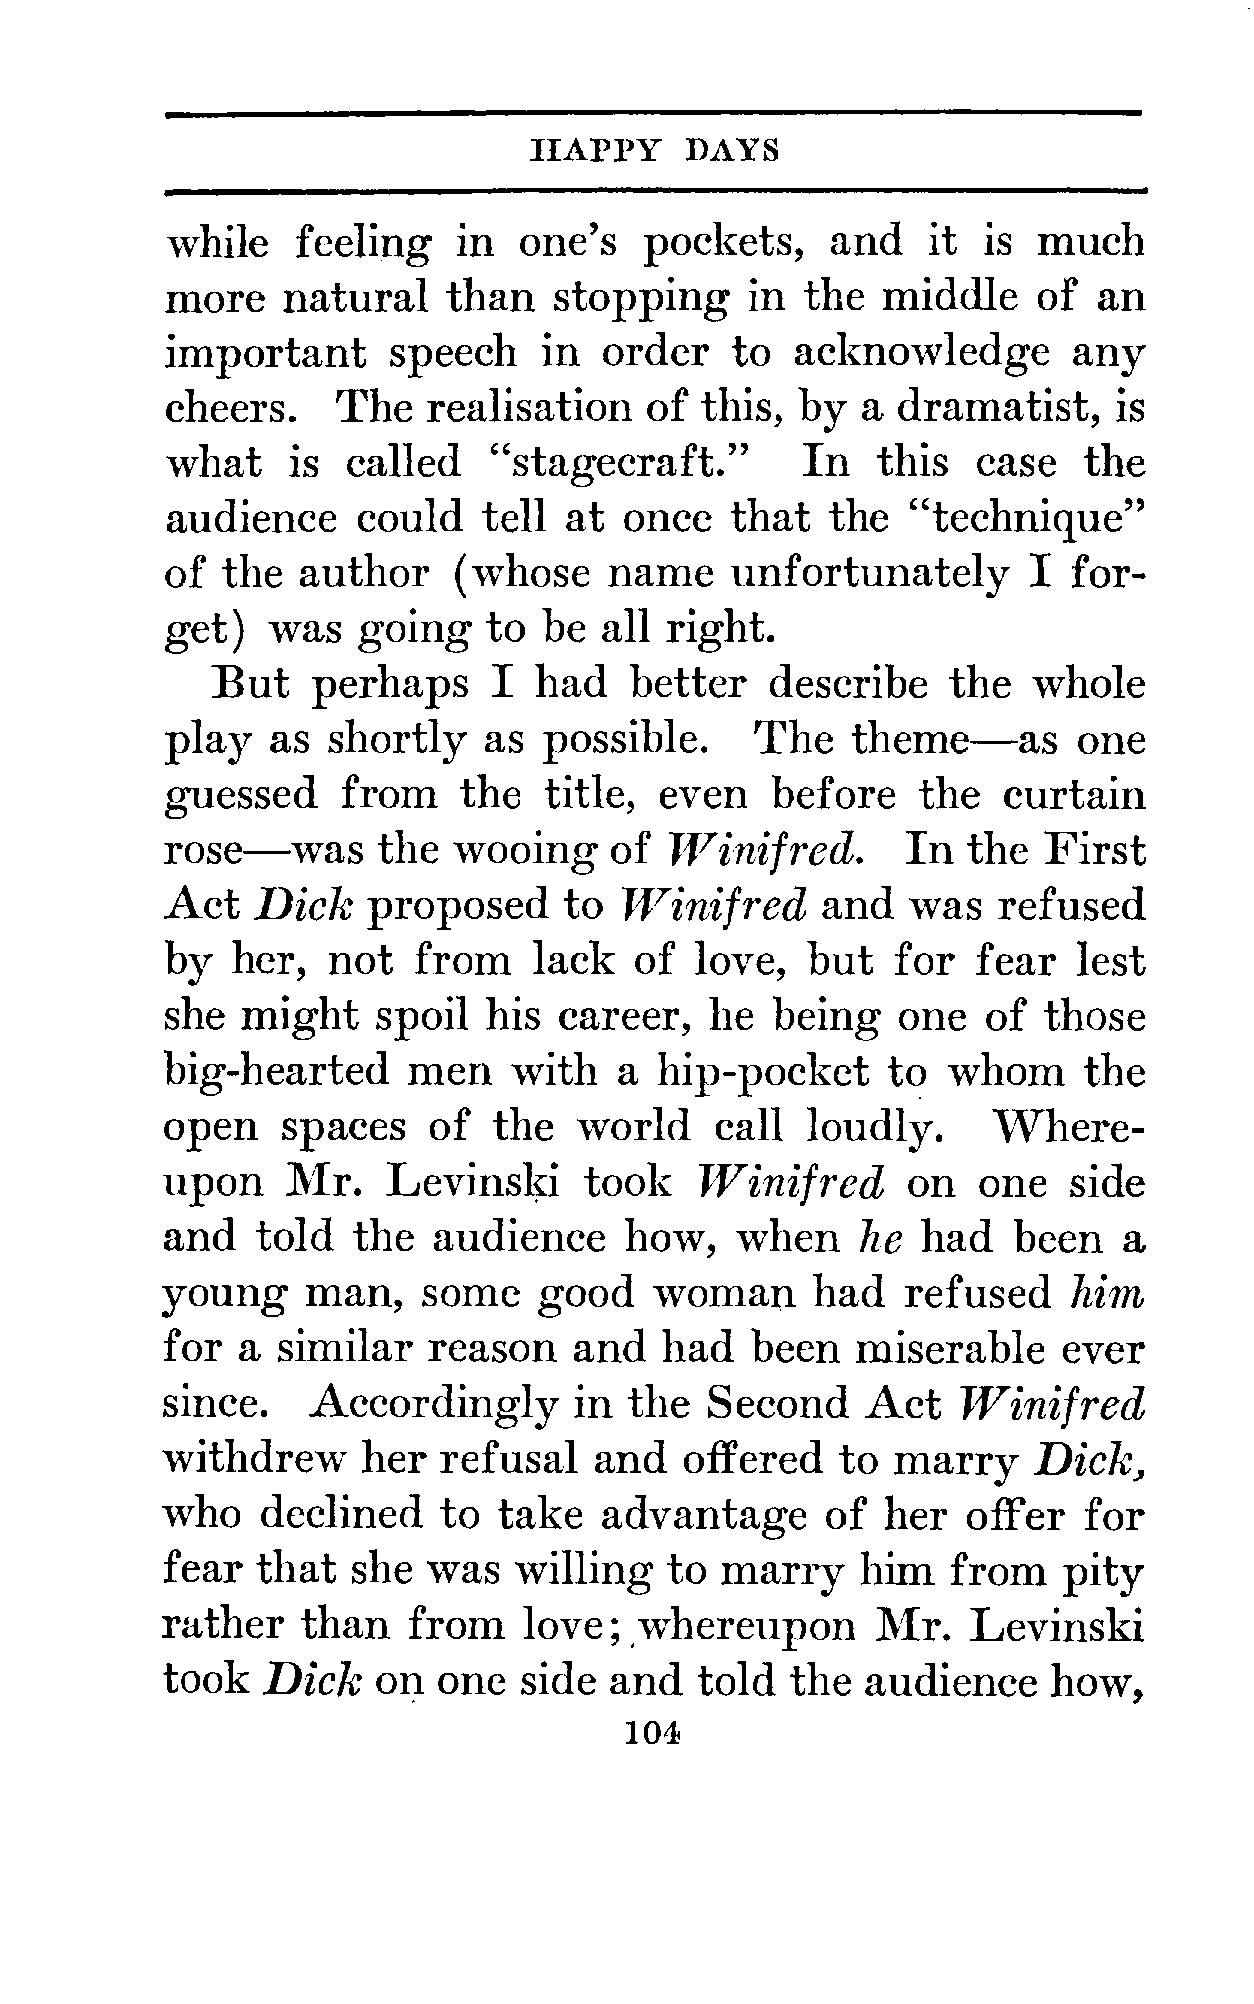 HAPPY DAYS
while feeling in one's pockets, and it is much
more natural than stopping in the middle of an
important speech in order to acknowledge any
cheers. The realisation of this, by a dramatist, is
what is called "stagecraft." In this case the
audience could tell at once that the "technique"
of the author (whose name unfortunately I for-
get) was going to be all right.
But perhaps I had better describe the whole
play as shortly as possible. The theme—as one
guessed from the title, even before the curtain
rose—was the wooing of Winifred. In the First
Act Dick proposed to Winifred and was refused
by her, not from lack of love, but for fear lest
she might spoil his career, he being one of those
big-hearted men with a hip-pocket to whom the
open spaces of the world call loudly. Where-
upon Mr. Levinski took Winifred on one side
and told the audience how, when he had been a
young man, some good woman had refused him
for a similar reason and had been miserable ever
since. Accordingly in the Second Act Winifred
withdrew her refusal and offered to marry Dick,
who declined to take advantage of her offer for
fear that she was willing to marry him from pity
rather than from love; whereupon Mr. Levinski
took Dick on one side and told the audience how,
104